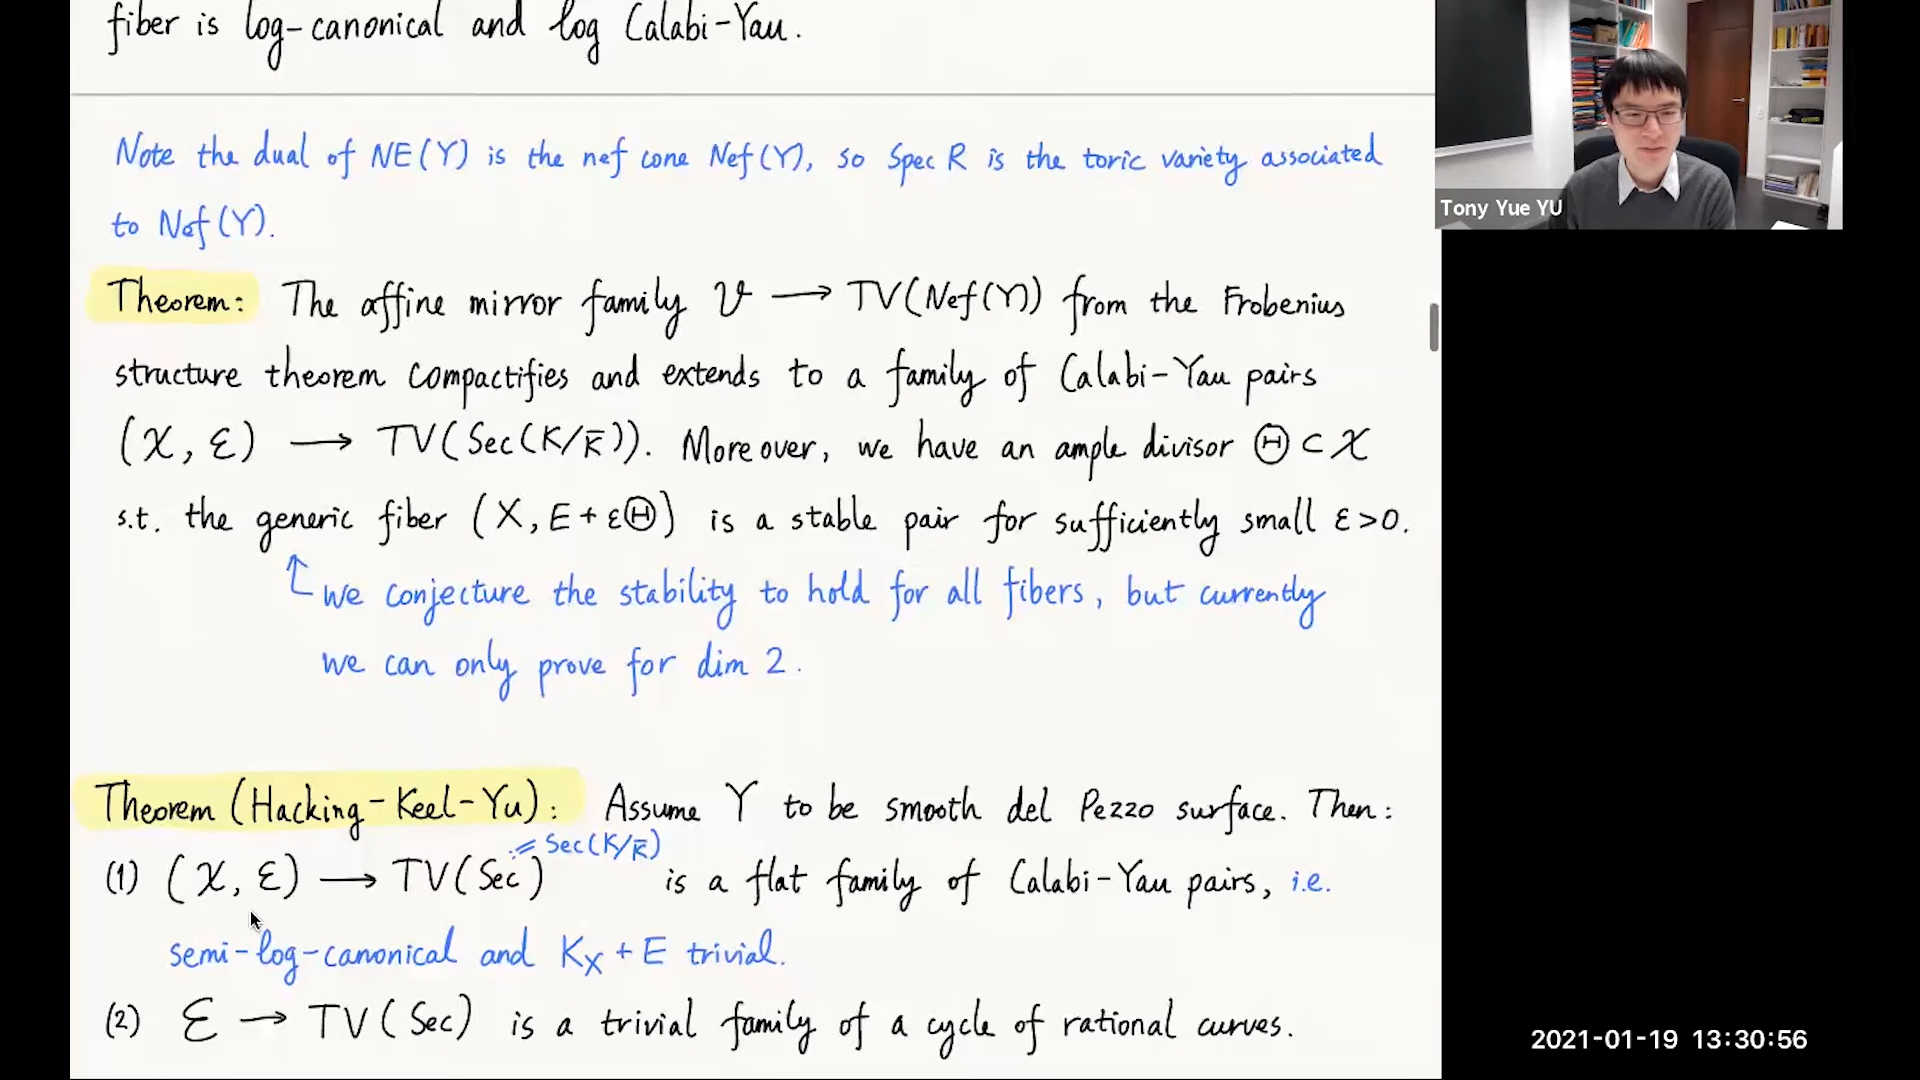 fiber is log-canonical and log Calabi-Yau.
Note the dual of NE(Y) is the nef cone Nef(Y), so Spec R is the toric variety associated
to Nef(Y).
Theorem: The affine mirror family 𝒱 ⟶ TV(Nef(Y)) from the Frobenius
structure theorem compactifies and extends to a family of Calabi-Yau pairs
(𝒳, ℰ) ⟶ TV(Sec(K/K̄)). Moreover, we have an ample divisor Ⓗ ⊂ 𝒳
s.t. the generic fiber (X, E + εⒽ) is a stable pair for sufficiently small ε>0.
we conjecture the stability to hold for all fibers, but currently
we can only prove for dim 2.
Theorem (Hacking-Keel-Yu): Assume Y to be smooth del Pezzo surface. Then:
:= Sec(K/K̄)
(1) (𝒳, ℰ) ⟶ TV(Sec) is a flat family of Calabi-Yau pairs, i.e.
semi-log-canonical and K_X + E trivial.
(2) ℰ ⟶ TV(Sec) is a trivial family of a cycle of rational curves.
Tony Yue YU
2021-01-19 13:30:56